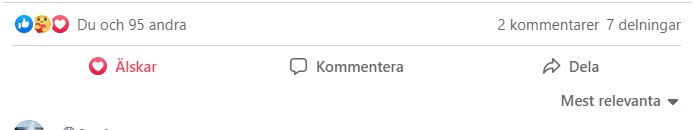 Du och 95 andra 2 kommentarer 7 delningar
Älskar Kommentera Dela
Mest relevanta